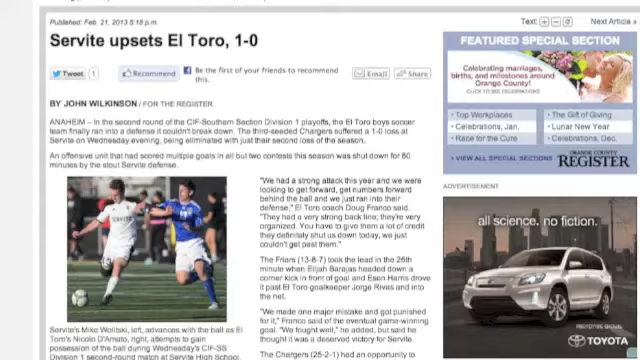 Published: Feb. 21, 2013 5:18 p.m.
Text:
Next Article »
Servite upsets El Toro, 1-0
Tweet 1
Recommend
Be the first of your friends to recommend
this.
Email
Share
BY JOHN WILKINSON / FOR THE REGISTER
ANAHEIM – In the second round of the CIF-Southern Section Division 1 playoffs, the El Toro boys soccer
team finally ran into a defense it couldn't break down. The third-seeded Chargers suffered a 1-0 loss at
Servite on Wednesday evening, being eliminated with just their second loss of the season.
An offensive unit that had scored multiple goals in all but two contests this season was shut down for 80
minutes by the stout Servite defense.
"We had a strong attack this year and we were
looking to get forward, get numbers forward
behind the ball and we just ran into their
defense," El Toro coach Doug Franco said.
"They had a very strong back line; they're very
organized. You have to give them a lot of credit
they definitely shut us down today, we just
couldn't get past them."
The Friars (13-8-7) took the lead in the 26th
minute when Elijah Barajas headed down a
corner kick in front of goal and Esah Harris drove
it past El Toro goalkeeper Jorge Rivas and into
the net.
"We made one major mistake and got punished
for it," Franco said of the eventual game-winning
goal. "We fought well," he added, but said he
thought it was a deserved victory for Servite.
The Chargers (25-2-1) had an opportunity to
Servite's Mike Wolitski, left, advances with the ball as El
Toro's Nicolo D'Amato, right, attempts to gain
possession of the ball during Wednesday's CIF-SS
Division 1 second-round match at Servite High School.
FEATURED SPECIAL SECTION
Celebrating marriages,
births, and milestones around
Orange County!
CLICK TO SEE CELEBRATIONS
Top Workplaces
Celebrations, Jan.
Race for the Cure
The Gift of Giving
Lunar New Year
Celebrations, Dec.
VIEW ALL SPECIAL SECTIONS
ORANGE COUNTY
REGISTER
ADVERTISEMENT
all science. no fiction.
TOYOTA